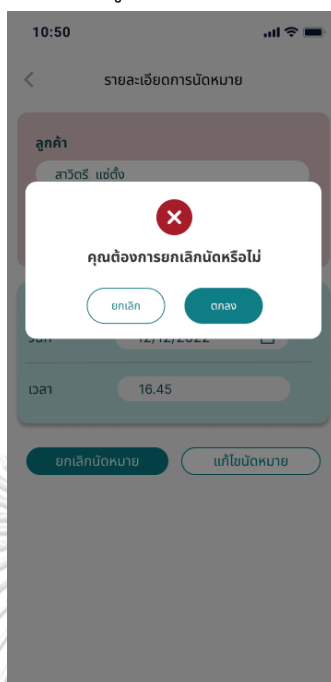 10:50
รายละเอียดการนัดหมาย
ลูกค้า
สาวิตรี แซ่ตั้ง
คุณต้องการยกเลิกนัดหรือไม่
ยกเลิก ตกลง
12/12/2022
เวลา 16.45
ยกเลิกนัดหมาย แก้ไขนัดหมาย